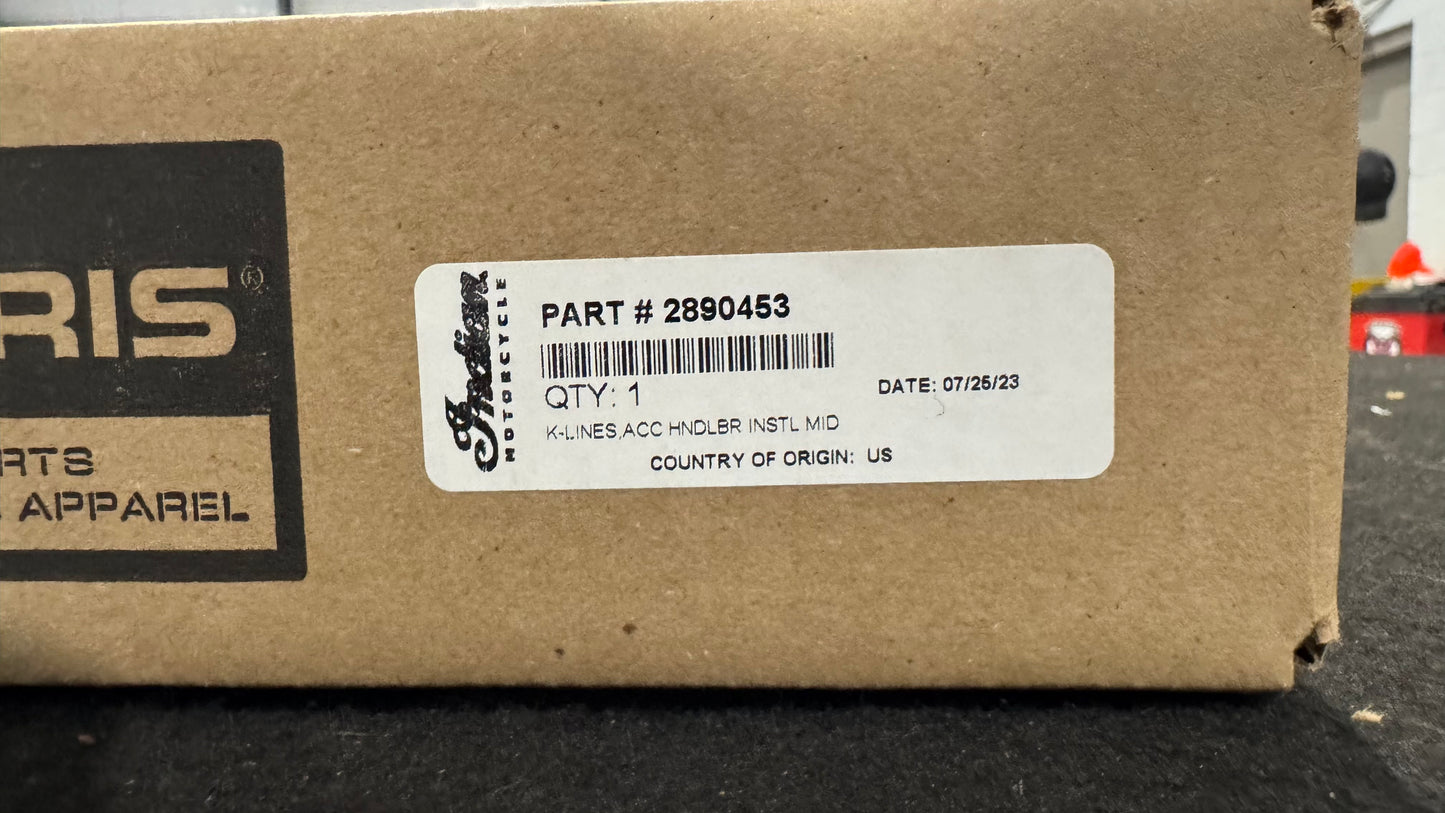 RIS®
RTS
APPAREL
Indian
MOTORCYCLE
PART # 2890453
QTY: 1
DATE: 07/25/23
K-LINES,ACC HNDLBR INSTL MID
COUNTRY OF ORIGIN: US